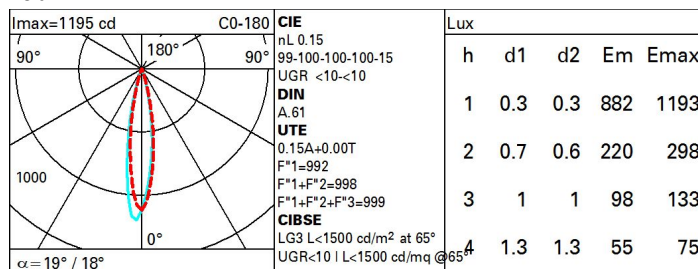 Imax=1195 cd C0-180
90° 180° 90°
1000
0°
α=19° / 18°
CIE
nL 0.15
99-100-100-100-15
UGR <10-<10
DIN
A.61
UTE
0.15A+0.00T
F"1=992
F"1+F"2=998
F"1+F"2+F"3=999
CIBSE
LG3 L<1500 cd/m² at 65°
UGR<10 | L<1500 cd/mq @65°
Lux
h d1 d2 Em Emax
1 0.3 0.3 882 1193
2 0.7 0.6 220 298
3 1 1 98 133
4 1.3 1.3 55 75